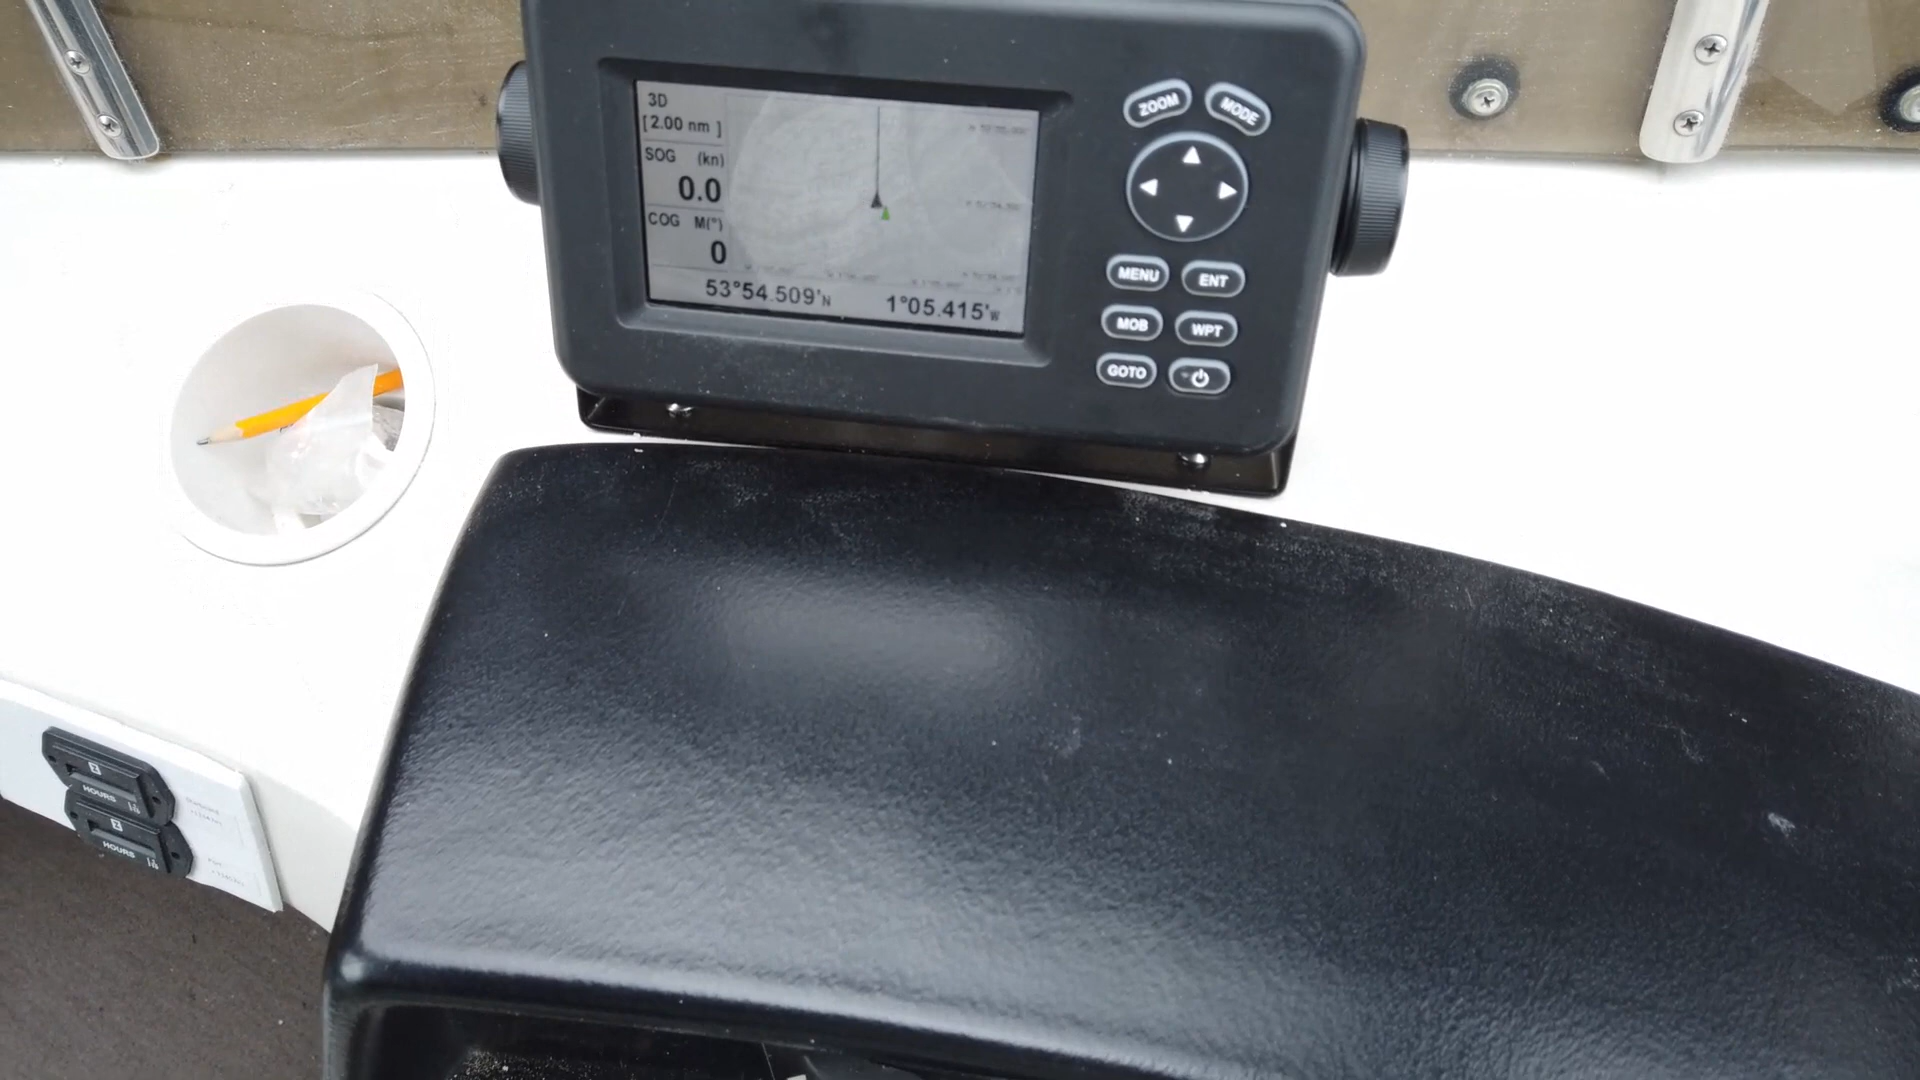 3D
[ 2.00 nm ]
SOG (kn)
0.0
COG M(°)
0
53°54.509'N 1°05.415'W
ZOOM MODE
MENU ENT
MOB WPT
GOTO
HOURS
HOURS